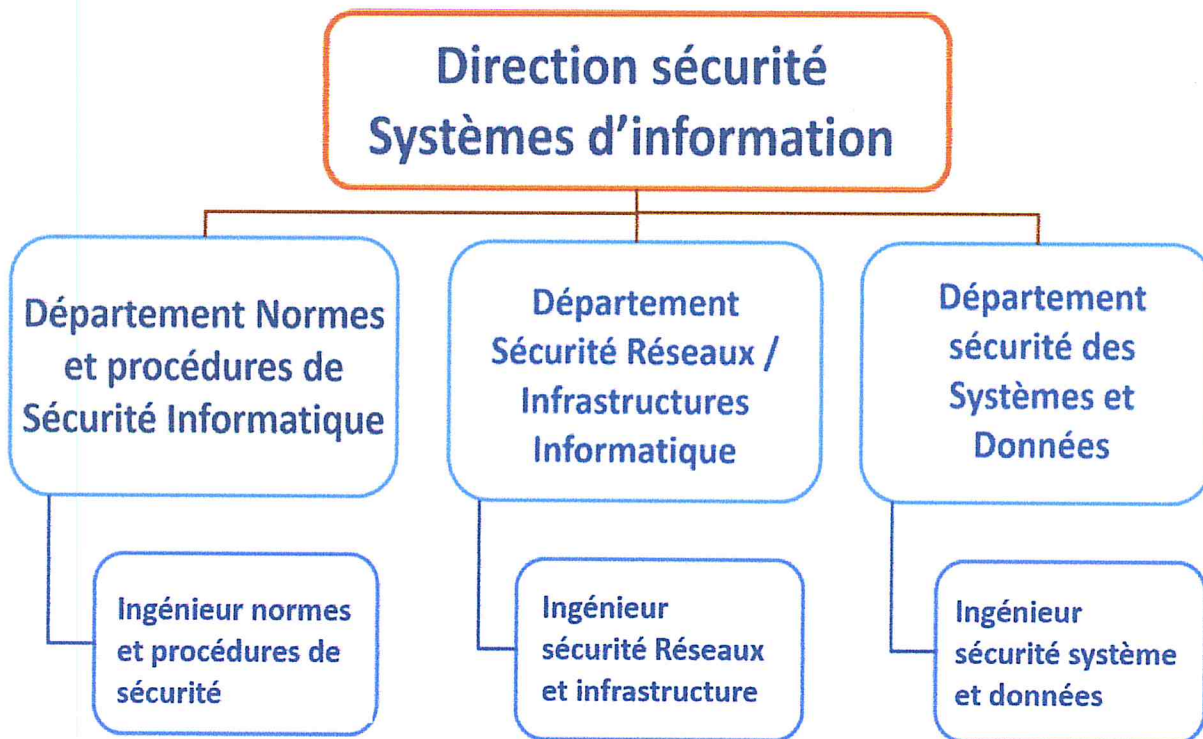 Direction sécurité
Systèmes d'information
Département Normes
et procédures de
Sécurité Informatique
Département
Sécurité Réseaux /
Infrastructures
Informatique
Département
sécurité des
Systèmes et
Données
Ingénieur normes
et procédures de
sécurité
Ingénieur
sécurité Réseaux
et infrastructure
Ingénieur
sécurité système
et données